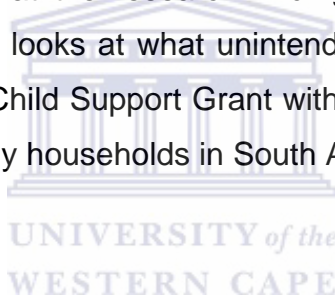 looks at what unintend
Child Support Grant with
y households in South A
UNIVERSITY of the
WESTERN CAPE